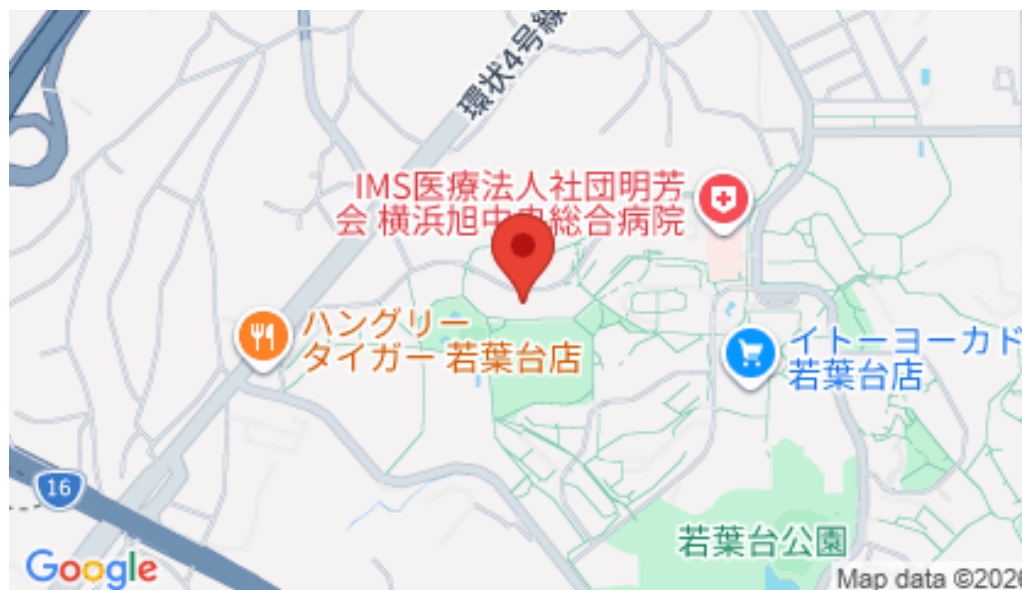 環状4号線
IMS医療法人社団明芳
会 横浜旭中央総合病院
ハングリー
タイガー 若葉台店
イトーヨーカド
若葉台店
16
若葉台公園
Google
Map data ©2026